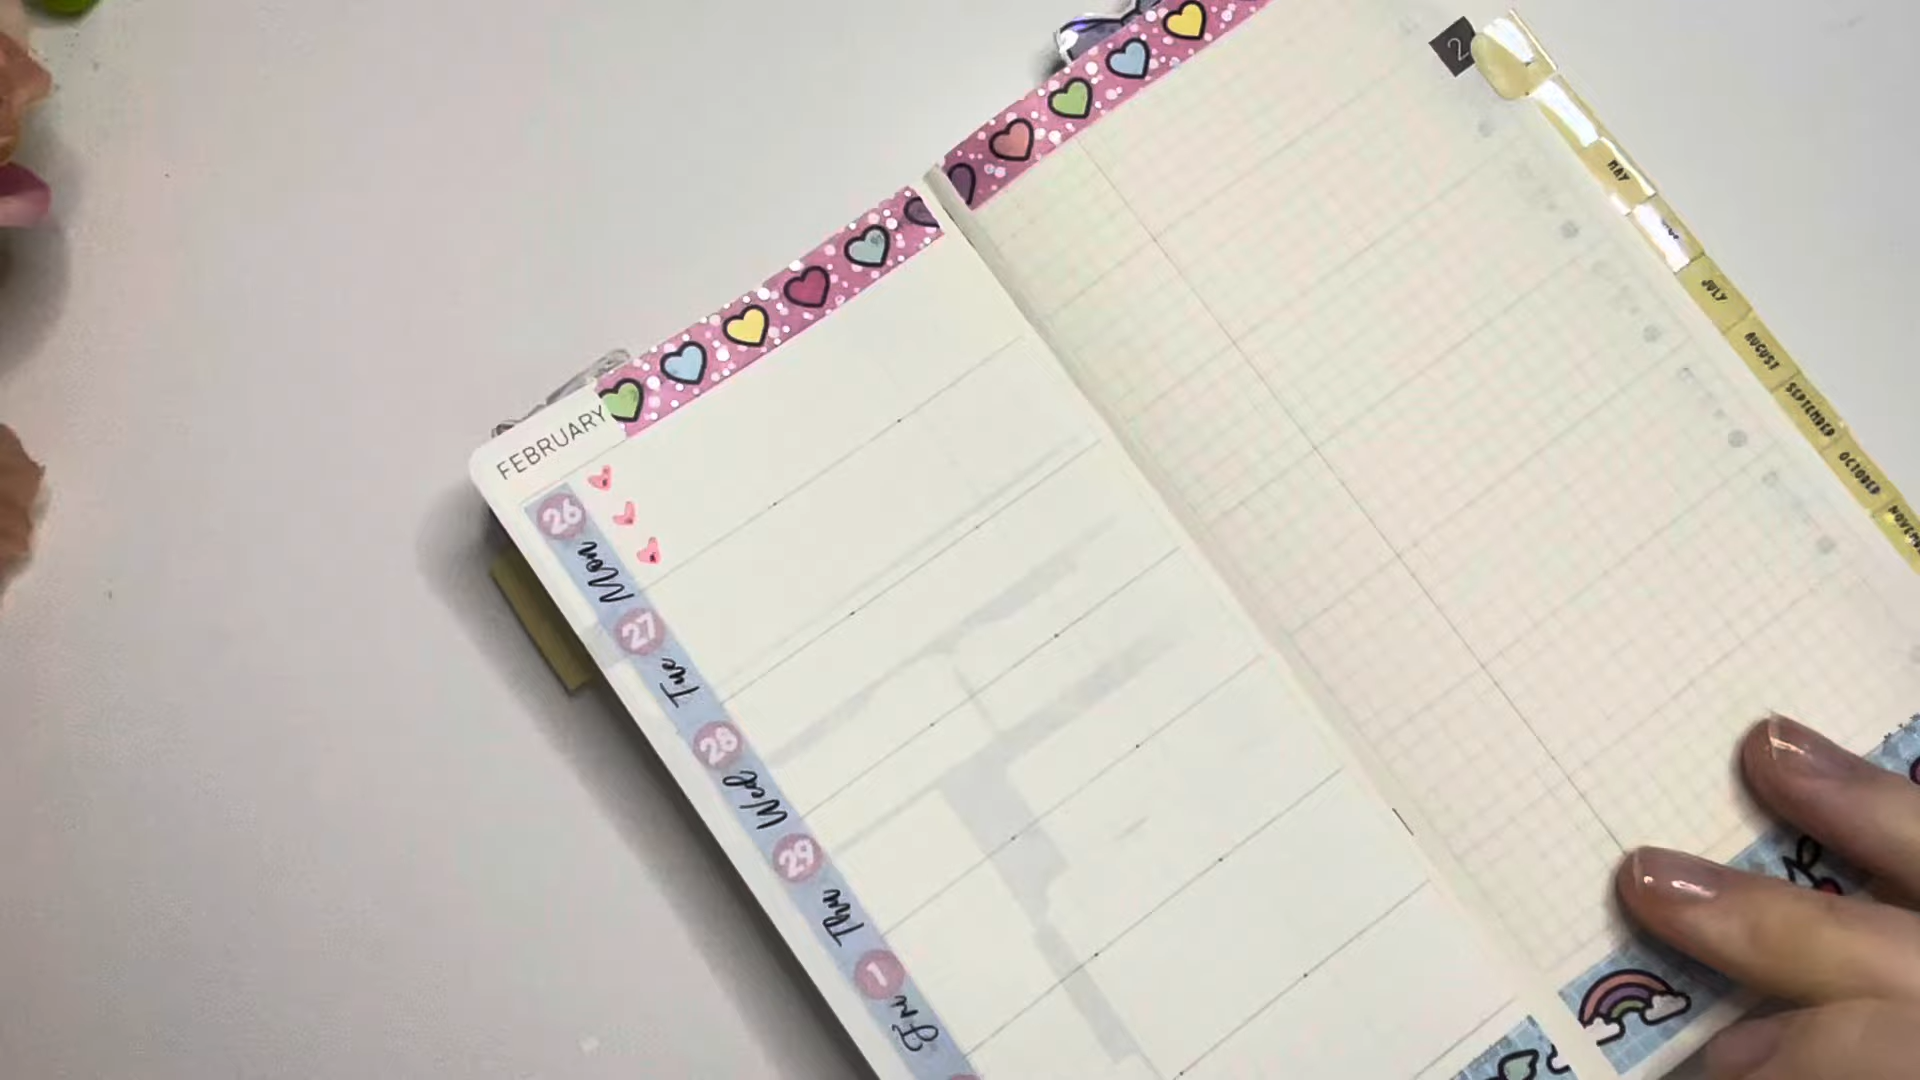 FEBRUARY
26
Mon
27
Tue
28
Wed
29
Thu
1
Fri
2
MAY
JULY
AUGUST
SEPTEMBER
OCTOBER